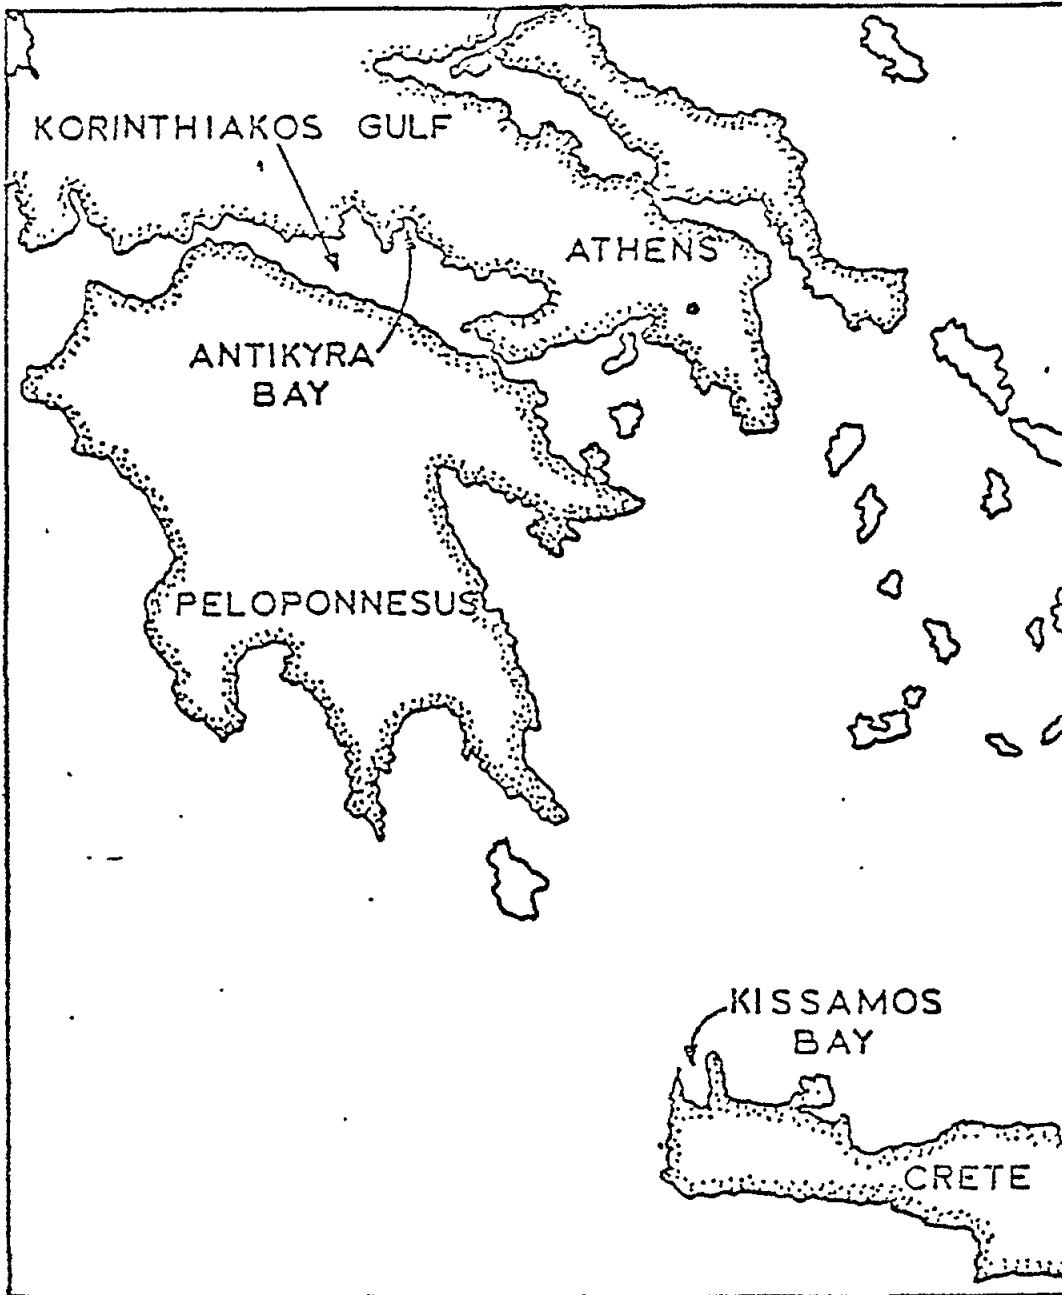 KORINTHIAKOS GULF
ATHENS
ANTIKYRA
BAY
PELOPONNESUS
KISSAMOS
BAY
CRETE